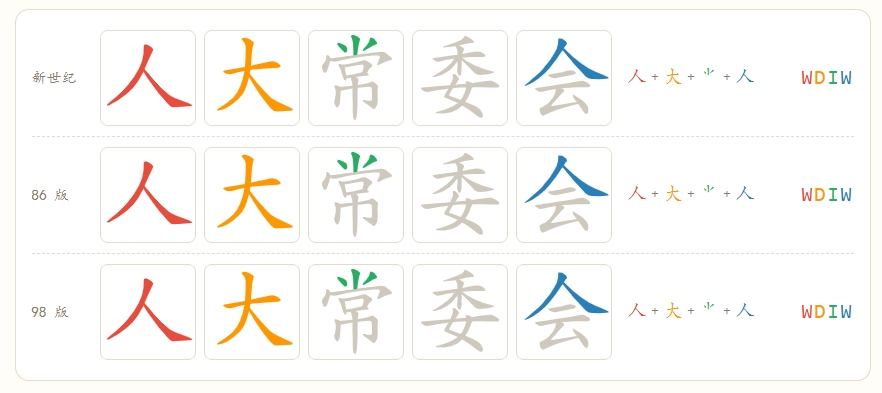 新世纪 人 大 常 委 会 人 + 大 + ⺌ + 人 WDIW
86 版 人 大 常 委 会 人 + 大 + ⺌ + 人 WDIW
98 版 人 大 常 委 会 人 + 大 + ⺌ + 人 WDIW